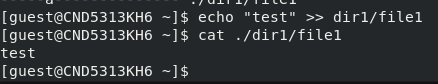 [guest@CND5313KH6 ~]$ echo "test" >> dir1/file1
[guest@CND5313KH6 ~]$ cat ./dir1/file1
test
[guest@CND5313KH6 ~]$